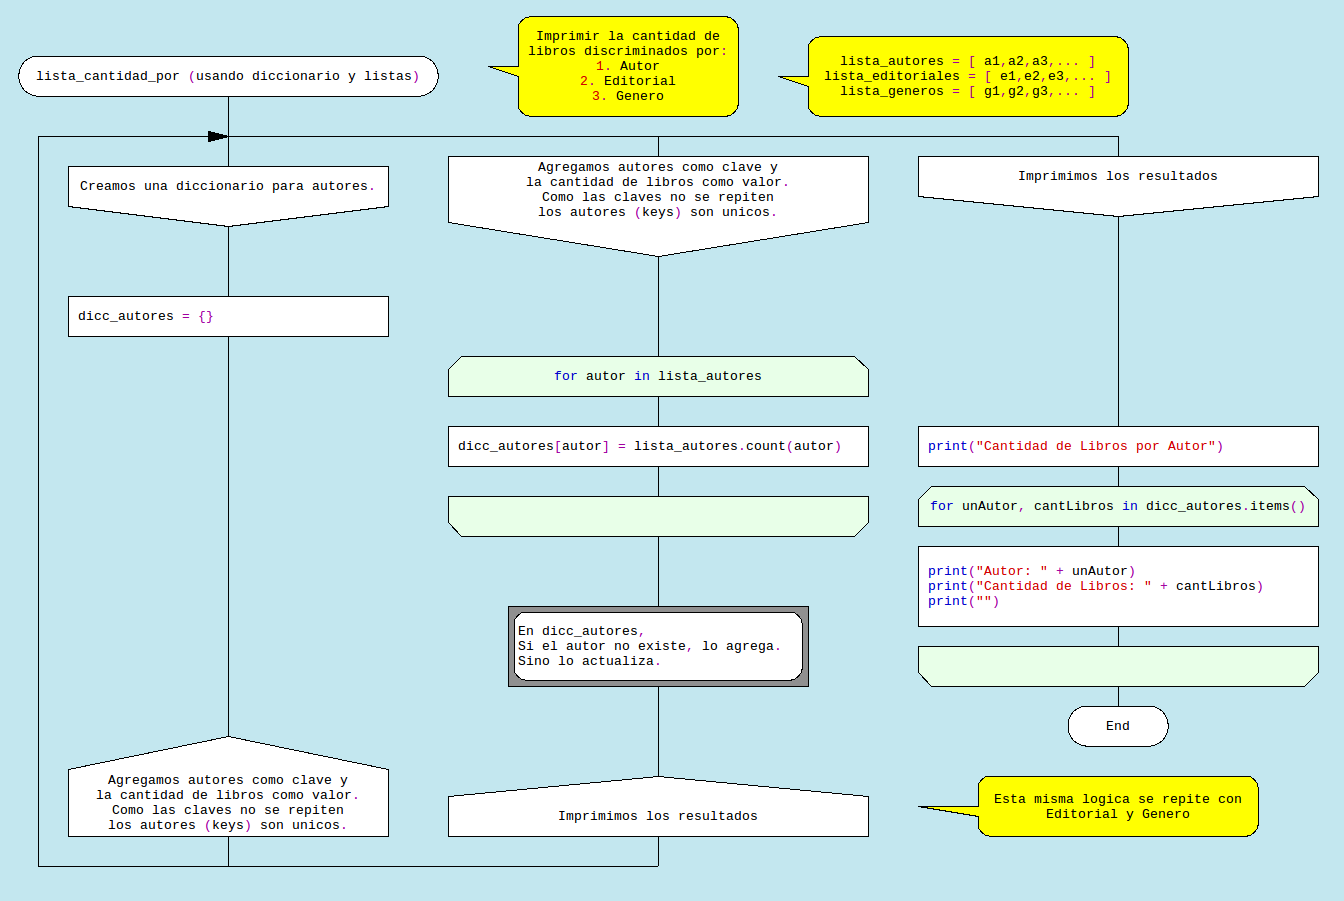 lista_cantidad_por (usando diccionario y listas)
Imprimir la cantidad de
libros discriminados por:
1. Autor
2. Editorial
3. Genero
lista_autores = [ a1,a2,a3,... ]
lista_editoriales = [ e1,e2,e3,... ]
lista_generos = [ g1,g2,g3,... ]
Creamos una diccionario para autores.
dicc_autores = {}
Agregamos autores como clave y
la cantidad de libros como valor.
Como las claves no se repiten
los autores (keys) son unicos.
Agregamos autores como clave y
la cantidad de libros como valor.
Como las claves no se repiten
los autores (keys) son unicos.
for autor in lista_autores
dicc_autores[autor] = lista_autores.count(autor)
En dicc_autores,
Si el autor no existe, lo agrega.
Sino lo actualiza.
Imprimimos los resultados
Imprimimos los resultados
print("Cantidad de Libros por Autor")
for unAutor, cantLibros in dicc_autores.items()
print("Autor: " + unAutor)
print("Cantidad de Libros: " + cantLibros)
print("")
End
Esta misma logica se repite con
Editorial y Genero